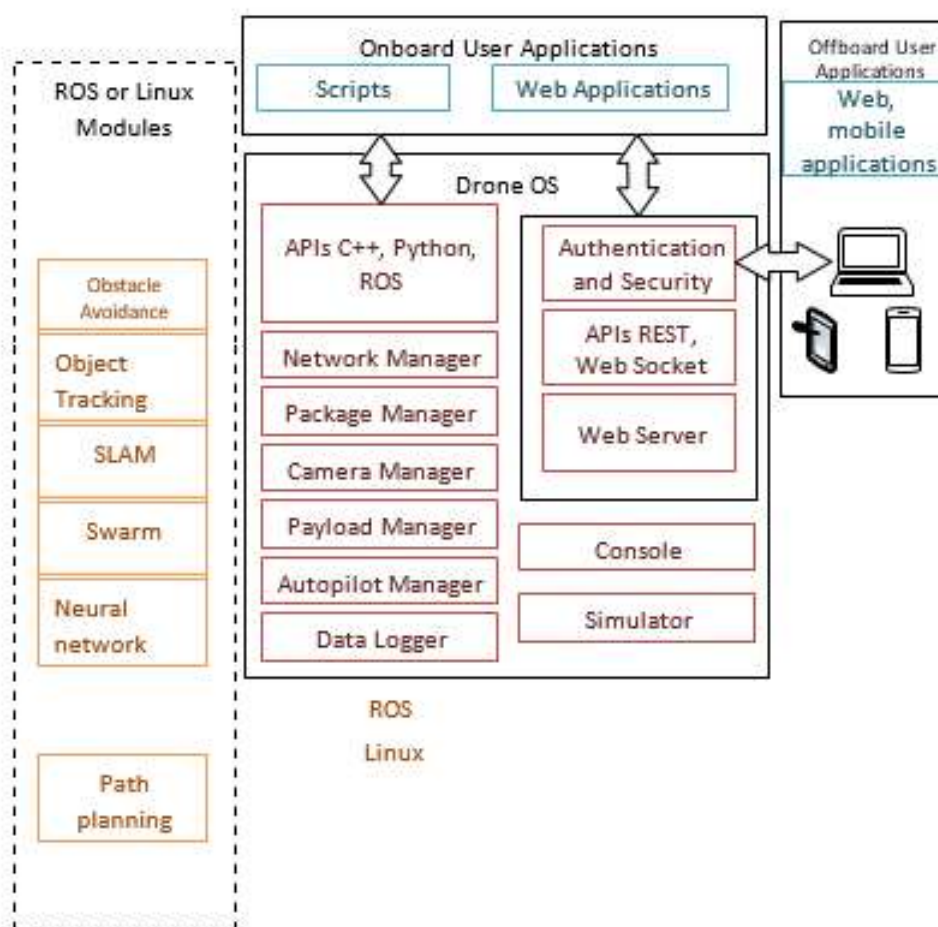 ROS or Linux
Modules
Obstacle
Avoidance
Object
Tracking
SLAM
Swarm
Neural
network
Path
planning
Onboard User Applications
Scripts
Web Applications
Drone OS
APIs C++, Python,
ROS
Network Manager
Package Manager
Camera Manager
Payload Manager
Autopilot Manager
Data Logger
Authentication
and Security
APIs REST,
Web Socket
Web Server
Console
Simulator
ROS
Linux
Offboard User
Applications
Web,
mobile
applications